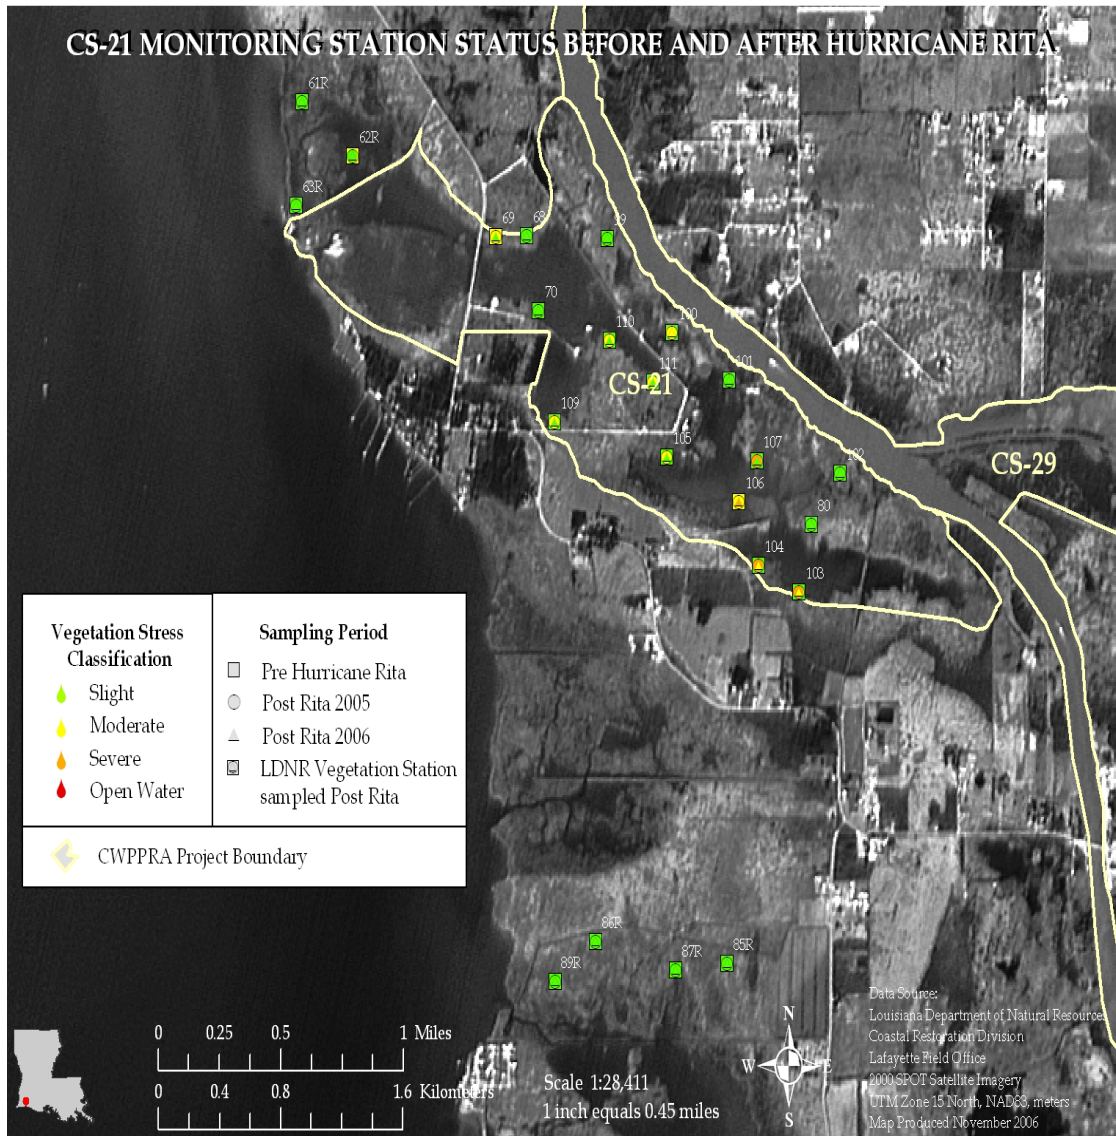 CS-21 MONITORING STATION STATUS BEFORE AND AFTER HURRICANE RITA.
61R
62R
63R
69
68
99
70
110
100
111
101
CS-21
109
105
107
102
CS-29
106
80
104
103
Vegetation Stress
Classification
Slight
Moderate
Severe
Open Water
Sampling Period
Pre Hurricane Rita
Post Rita 2005
Post Rita 2006
LDNR Vegetation Station
sampled Post Rita
CWPPRA Project Boundary
86R
85R
87R
89R
0 0.25 0.5 1 Miles
0 0.4 0.8 1.6 Kilometers
Scale 1:28,411
1 inch equals 0.45 miles
N
W E
S
Data Source:
Louisiana Department of Natural Resources
Coastal Restoration Division
Lafayette Field Office
2000 SPOT Satellite Imagery
UTM Zone 15 North, NAD83, meters
Map Produced November 2006